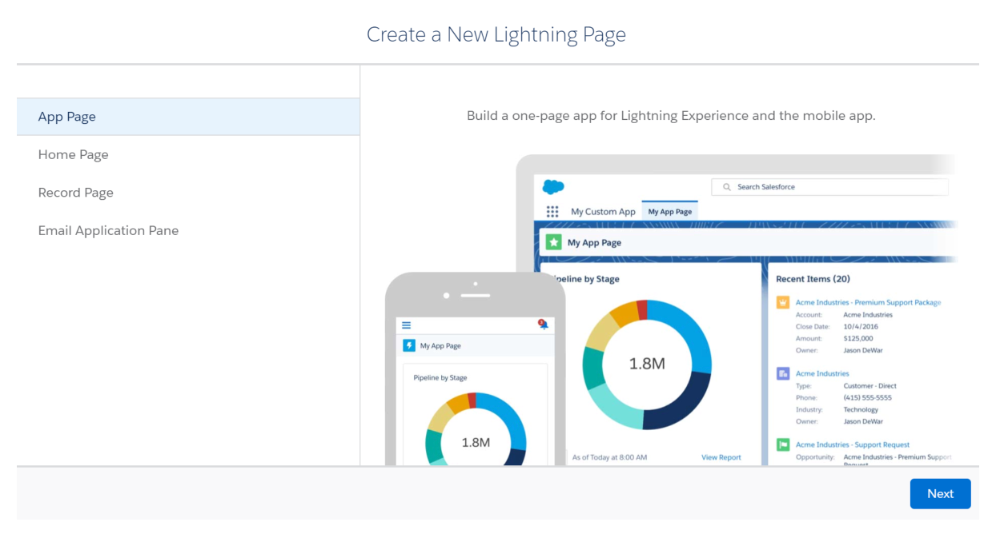 Create a New Lightning Page
App Page
Home Page
Record Page
Email Application Pane
Build a one-page app for Lightning Experience and the mobile app.
Search Salesforce
My Custom App
My App Page
My App Page
peline by Stage
1.8M
As of Today at 8:00 AM
View Report
Recent Items (20)
Acme Industries - Premium Support Package
Account: Acme Industries
Close Date: 10/4/2016
Amount: $125,000
Owner: Jason DeWar
Acme Industries
Type: Customer - Direct
Phone: (415) 555-5555
Industry: Technology
Owner: Jason DeWar
Acme Industries - Support Request
Opportunity: Acme Industries - Premium Support
Request
My App Page
Pipeline by Stage
1.8M
Next